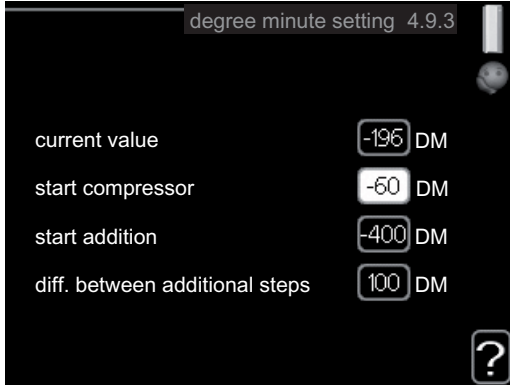 degree minute setting 4.9.3
current value -196 DM
start compressor -60 DM
start addition -400 DM
diff. between additional steps 100 DM
?